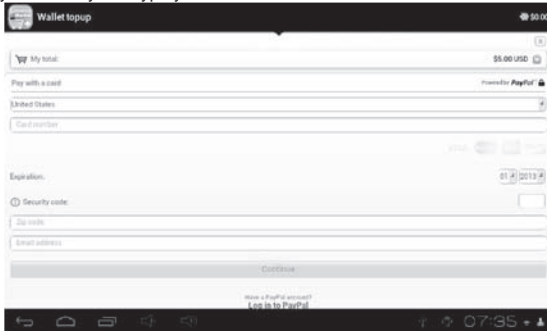 Wallet topup
$0.00
My total:
$5.00 USD
Pay with a card
Powered by PayPal
United States
Card number
VISA
Expiration:
01
2013
Security code:
Zip code
Email address
Continue
Have a PayPal account?
Log in to PayPal
07:35